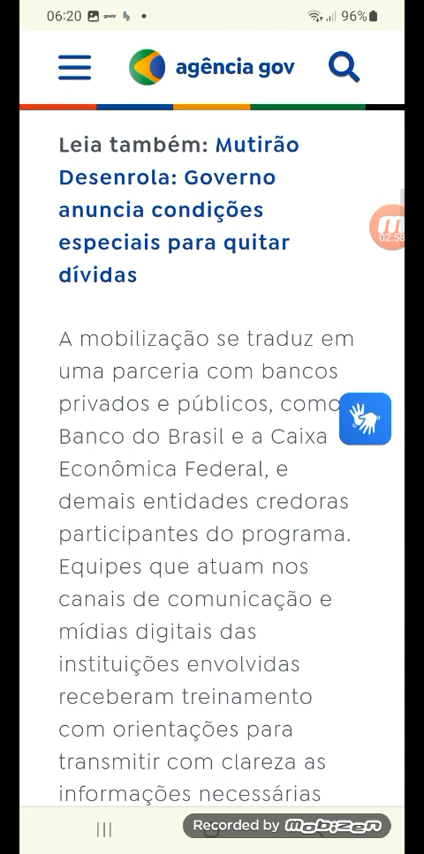 06:20
96%
agência gov
Leia também: Mutirão
Desenrola: Governo
anuncia condições
especiais para quitar
dívidas
02:58
A mobilização se traduz em
uma parceria com bancos
privados e públicos, como
Banco do Brasil e a Caixa
Econômica Federal, e
demais entidades credoras
participantes do programa.
Equipes que atuam nos
canais de comunicação e
mídias digitais das
instituições envolvidas
receberam treinamento
com orientações para
transmitir com clareza as
informações necessárias
Recorded by Mobizen